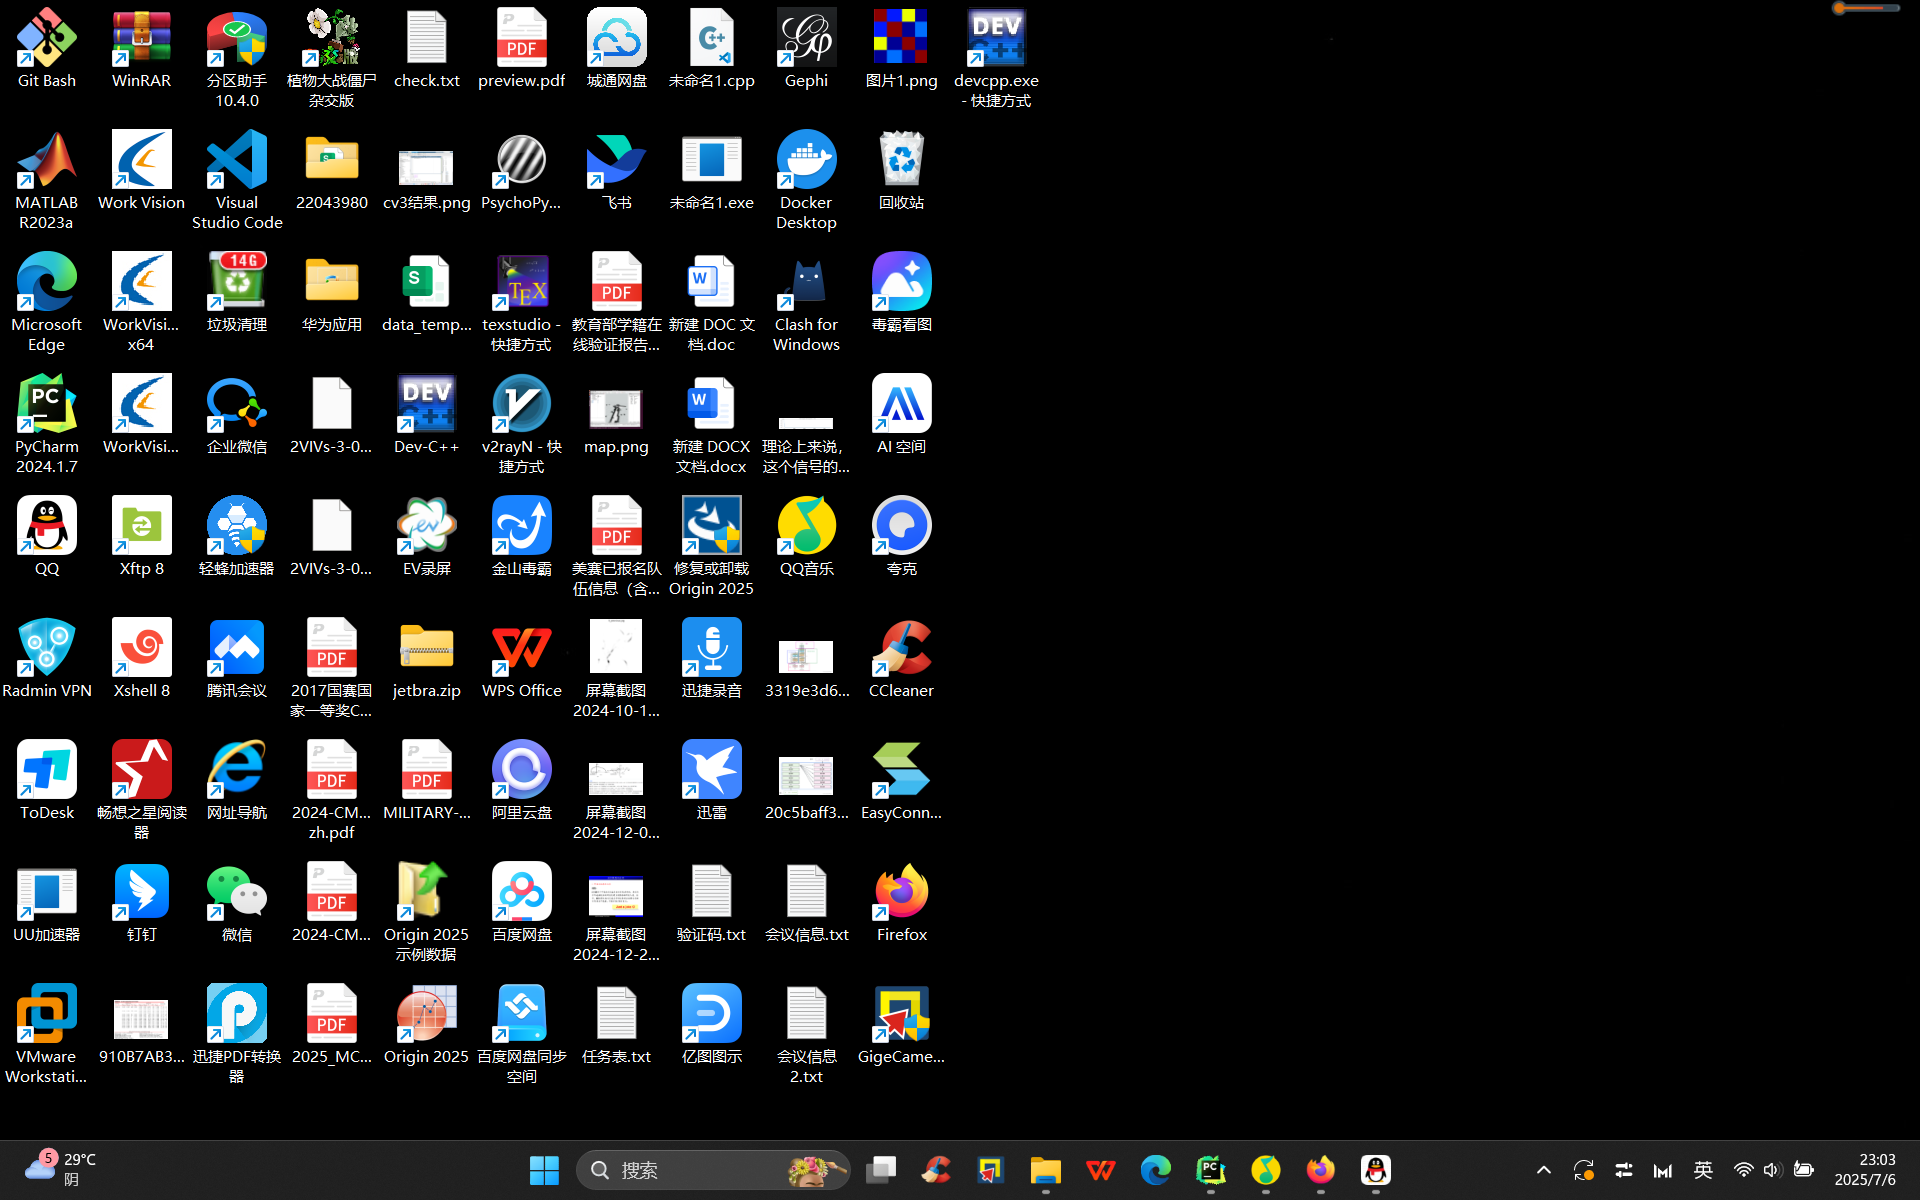 Git Bash
WinRAR
分区助手
10.4.0
植物大战僵尸
杂交版
check.txt
PDF
preview.pdf
城通网盘
C++
未命名1.cpp
Gephi
图片1.png
DEV
devcpp.exe
- 快捷方式
MATLAB
R2023a
Work Vision
Visual
Studio Code
22043980
cv3结果.png
PsychoPy...
飞书
未命名1.exe
Docker
Desktop
回收站
Microsoft
Edge
WorkVisi...
x64
14G
垃圾清理
华为应用
S
data_temp...
TEX
texstudio -
快捷方式
PDF
教育部学籍在
线验证报告...
W
新建 DOC 文
档.doc
Clash for
Windows
毒霸看图
PC
PyCharm
2024.1.7
WorkVisi...
企业微信
2VIVs-3-0...
DEV
C++
Dev-C++
v2rayN - 快
捷方式
map.png
W
新建 DOCX
文档.docx
理论上来说,
这个信号的...
AI 空间
QQ
Xftp 8
轻蜂加速器
2VIVs-3-0...
ev
EV录屏
金山毒霸
PDF
美赛已报名队
伍信息（含...
修复或卸载
Origin 2025
QQ音乐
夸克
Radmin VPN
Xshell 8
腾讯会议
PDF
2017国赛国
家一等奖C...
jetbra.zip
WPS Office
屏幕截图
2024-10-1...
迅捷录音
3319e3d6...
CCleaner
ToDesk
畅想之星阅读
器
网址导航
PDF
2024-CM...
zh.pdf
PDF
MILITARY-...
阿里云盘
屏幕截图
2024-12-0...
迅雷
20c5baff3...
EasyConn...
UU加速器
钉钉
微信
PDF
2024-CM...
Origin 2025
示例数据
百度网盘
屏幕截图
2024-12-2...
验证码.txt
会议信息.txt
Firefox
VMware
Workstati...
910B7AB3...
迅捷PDF转换
器
PDF
2025_MC...
Origin 2025
百度网盘同步
空间
任务表.txt
亿图图示
会议信息
2.txt
GigeCame...
5
29°C
阴
搜索
PC
英
23:03
2025/7/6